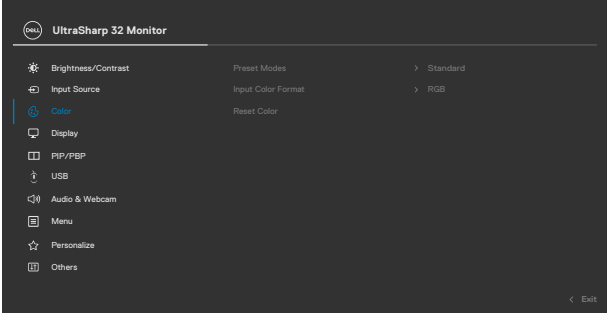 DELL UltraSharp 32 Monitor
Brightness/Contrast Preset Modes > Standard
Input Source Input Color Format > RGB
Color Reset Color
Display
PIP/PBP
USB
Audio & Webcam
Menu
Personalize
Others
< Exit